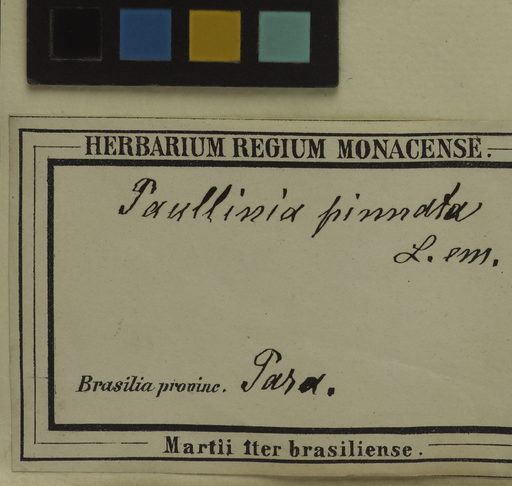 HERBARIUM REGIUM MONACENSE.
Paullinia pinnata
L. em.
Brasilia provinc. Para.
Martii Iter brasiliense.